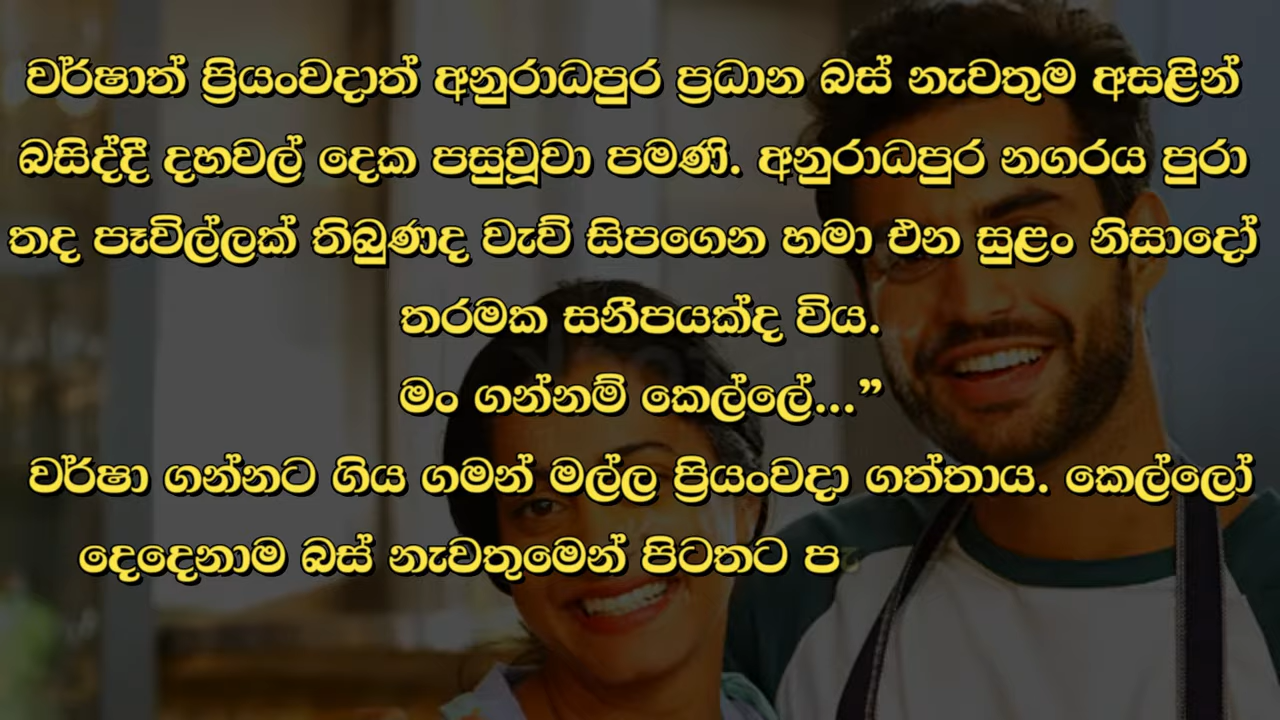 වර්ෂාත් ප්‍රියංවදාත් අනුරාධපුර ප්‍රධාන බස් නැවතුම අසළින්
බසිද්දී දහවල් දෙක පසුවූවා පමණි. අනුරාධපුර නගරය පුරා
තද පෑවිල්ලක් තිබුණද වැව් සිපගෙන හමා එන සුළං නිසාදෝ
තරමක සනීපයක්ද විය.
මං ගන්නම් කෙල්ලේ...”
වර්ෂා ගන්නට ගිය ගමන් මල්ල ප්‍රියංවදා ගත්තාය. කෙල්ලෝ
දෙදෙනාම බස් නැවතුමෙන් පිටතට